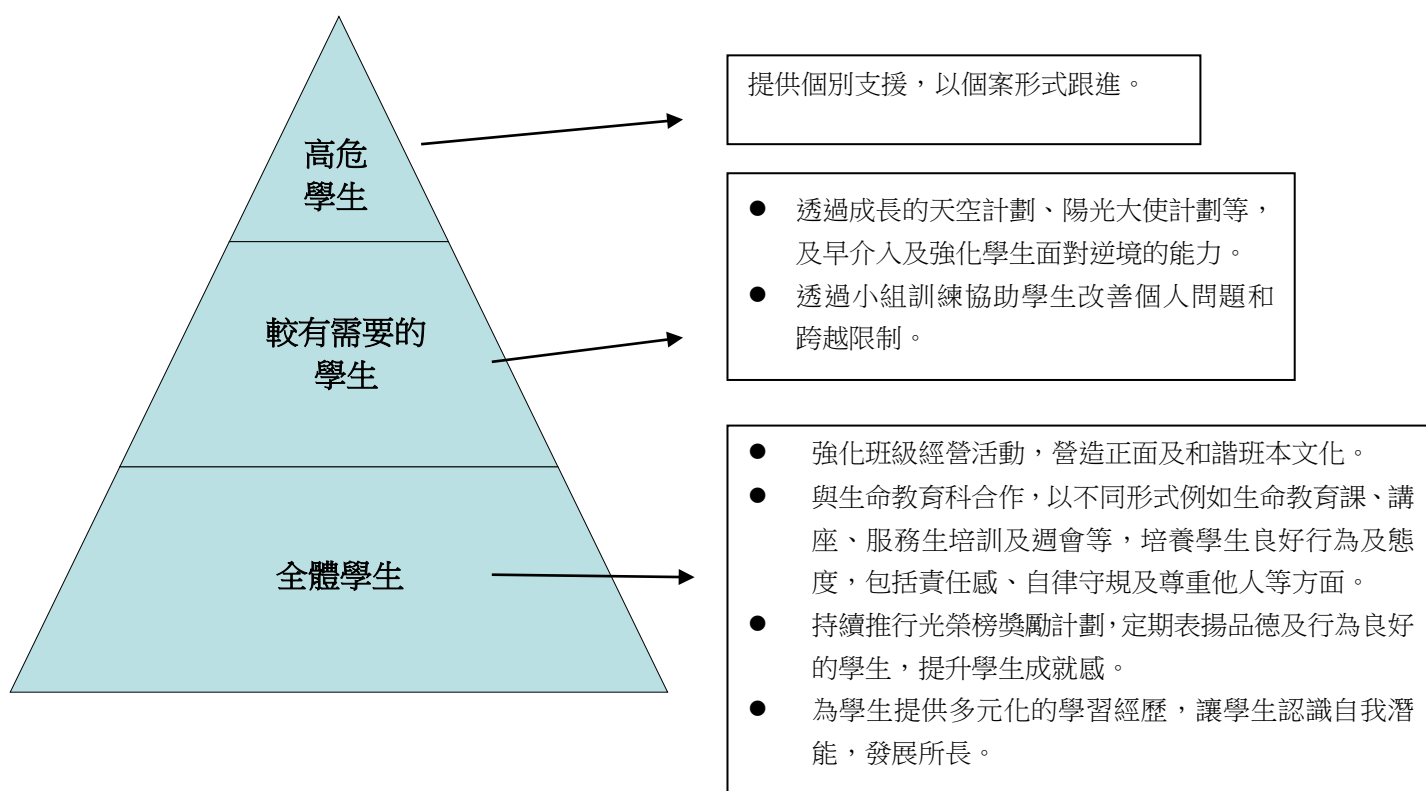 高危
學生
提供個別支援，以個案形式跟進。
較有需要的
學生
● 透過成長的天空計劃、陽光大使計劃等，
及早介入及強化學生面對逆境的能力。
● 透過小組訓練協助學生改善個人問題和
跨越限制。
全體學生
● 強化班級經營活動，營造正面及和諧班本文化。
● 與生命教育科合作，以不同形式例如生命教育課、講
座、服務生培訓及週會等，培養學生良好行為及態
度，包括責任感、自律守規及尊重他人等方面。
● 持續推行光榮榜獎勵計劃，定期表揚品德及行為良好
的學生，提升學生成就感。
● 為學生提供多元化的學習經歷，讓學生認識自我潛
能，發展所長。